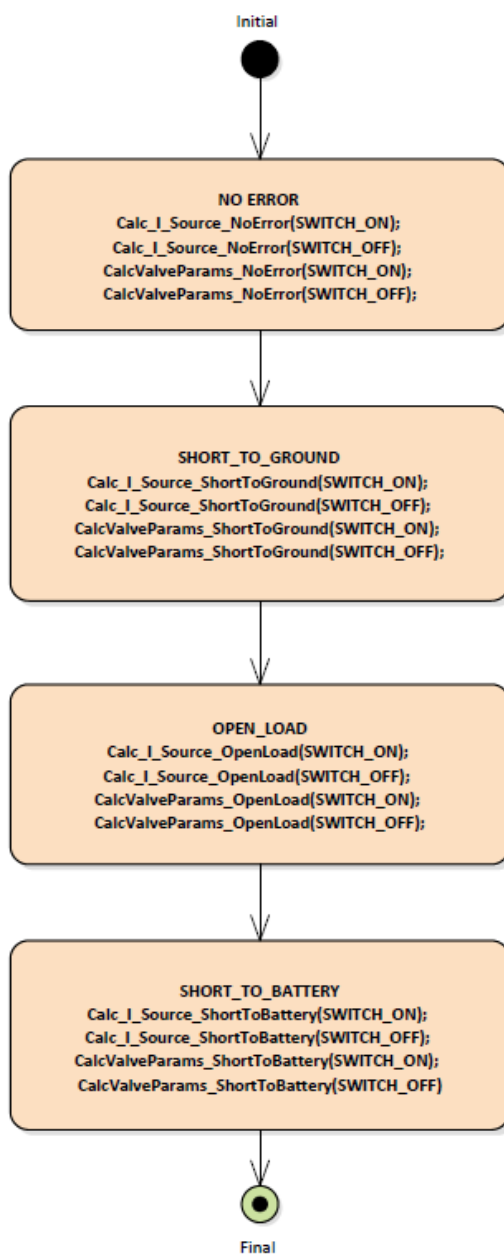 Initial
NO ERROR
Calc_I_Source_NoError(SWITCH_ON);
Calc_I_Source_NoError(SWITCH_OFF);
CalcValveParams_NoError(SWITCH_ON);
CalcValveParams_NoError(SWITCH_OFF);
SHORT_TO_GROUND
Calc_I_Source_ShortToGround(SWITCH_ON);
Calc_I_Source_ShortToGround(SWITCH_OFF);
CalcValveParams_ShortToGround(SWITCH_ON);
CalcValveParams_ShortToGround(SWITCH_OFF);
OPEN_LOAD
Calc_I_Source_OpenLoad(SWITCH_ON);
Calc_I_Source_OpenLoad(SWITCH_OFF);
CalcValveParams_OpenLoad(SWITCH_ON);
CalcValveParams_OpenLoad(SWITCH_OFF);
SHORT_TO_BATTERY
Calc_I_Source_ShortToBattery(SWITCH_ON);
Calc_I_Source_ShortToBattery(SWITCH_OFF);
CalcValveParams_ShortToBattery(SWITCH_ON);
CalcValveParams_ShortToBattery(SWITCH_OFF)
Final